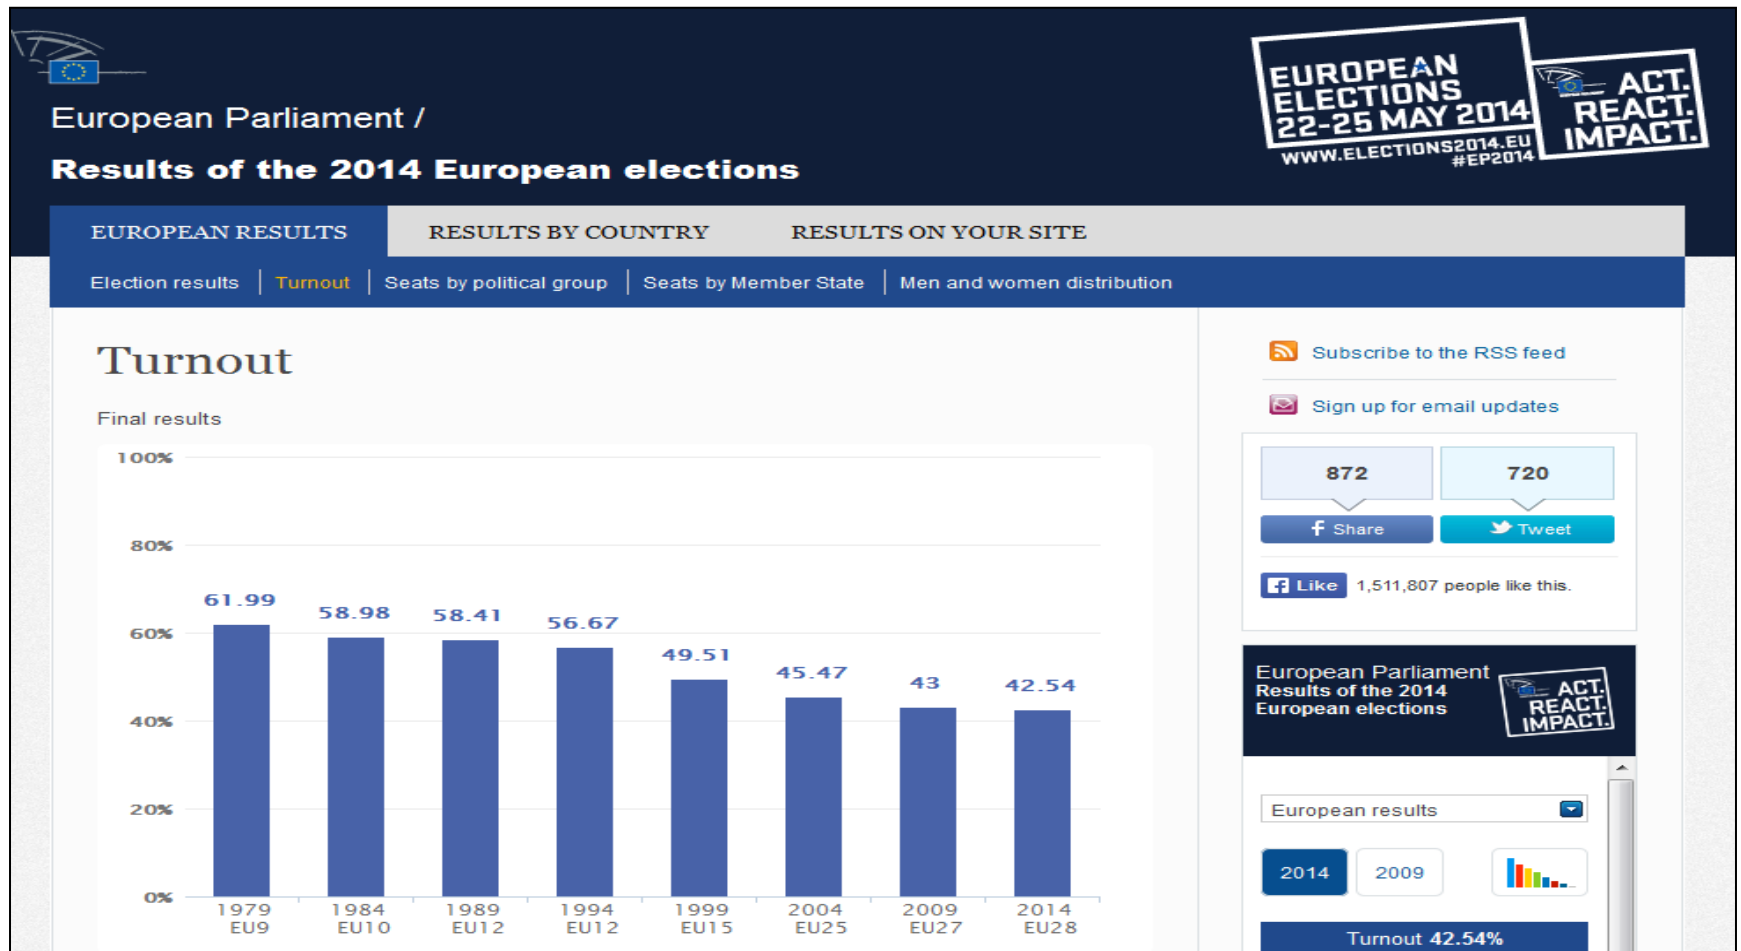 European Parliament /
Results of the 2014 European elections
EUROPEAN
ELECTIONS
22-25 MAY 2014
WWW.ELECTIONS2014.EU
#EP2014
ACT.
REACT.
IMPACT.
EUROPEAN RESULTS RESULTS BY COUNTRY RESULTS ON YOUR SITE
Election results Turnout Seats by political group Seats by Member State Men and women distribution
Turnout
Final results
100%
80%
60%
40%
20%
0%
61.99 58.98 58.41 56.67 49.51 45.47 43 42.54
1979 1984 1989 1994 1999 2004 2009 2014
EU9 EU10 EU12 EU12 EU15 EU25 EU27 EU28
Subscribe to the RSS feed
Sign up for email updates
872 720
f Share Tweet
f Like 1,511,807 people like this.
European Parliament
Results of the 2014
European elections
ACT.
REACT.
IMPACT.
European results
2014 2009
Turnout 42.54%